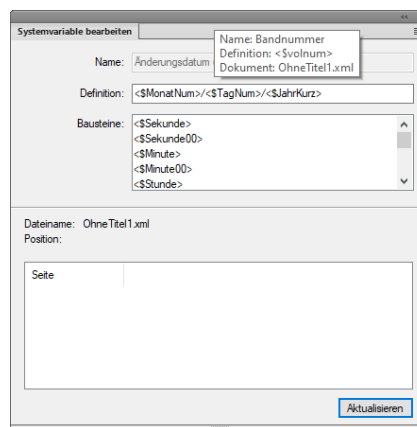 Systemvariable bearbeiten
Name: Bandnummer
Definition: <$volnum>
Dokument: OhneTitel1.xml
Name: Änderungsdatum
Definition: <$MonatNum>/<$TagNum>/<$JahrKurz>
Bausteine: <$Sekunde>
<$Sekunde00>
<$Minute>
<$Minute00>
<$Stunde>
Dateiname: OhneTitel1.xml
Position:
Seite
Aktualisieren